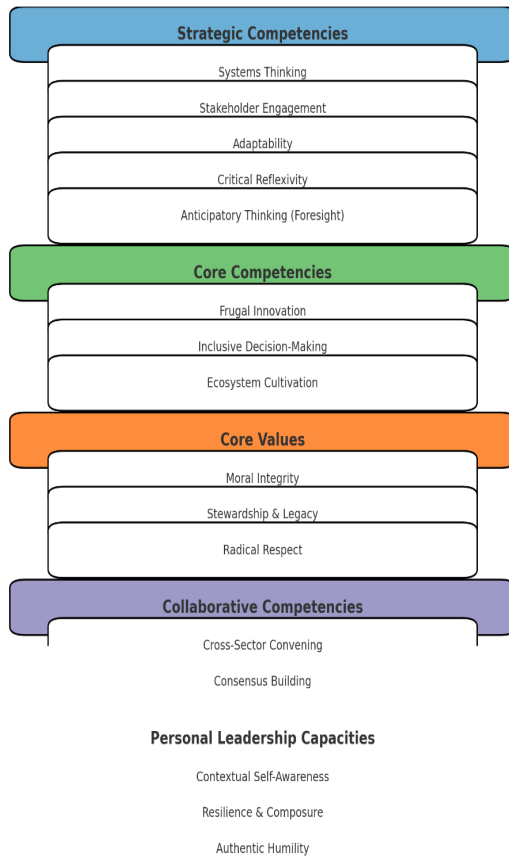 Strategic Competencies
Systems Thinking
Stakeholder Engagement
Adaptability
Critical Reflexivity
Anticipatory Thinking (Foresight)
Core Competencies
Frugal Innovation
Inclusive Decision-Making
Ecosystem Cultivation
Core Values
Moral Integrity
Stewardship & Legacy
Radical Respect
Collaborative Competencies
Cross-Sector Convening
Consensus Building
Personal Leadership Capacities
Contextual Self-Awareness
Resilience & Composure
Authentic Humility